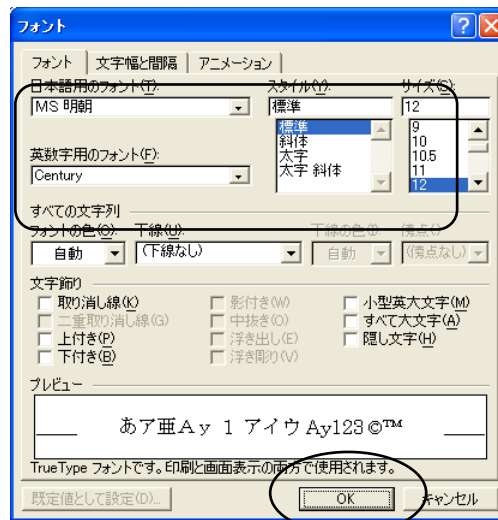 フォント
フォント 文字幅と間隔 アニメーション
日本語用のフォント(T): スタイル(Y): サイズ(S):
MS 明朝 標準 12
標準 9
斜体 10
太字 10.5
太字 斜体 11
12
英数字用のフォント(F):
Century
すべての文字列
フォントの色(O): 下線(U): 下線の色(I): 傍点(:)
自動 (下線なし) 自動 (傍点なし)
文字飾り
取り消し線(K) 影付き(W) 小型英大文字(M)
二重取り消し線(G) 中抜き(O) すべて大文字(A)
上付き(P) 浮き出し(E) 隠し文字(H)
下付き(B) 浮き彫り(V)
プレビュー
あア亜Ay 1 アイウ Ay123©™
TrueType フォントです。印刷と画面表示の両方で使用されます。
既定値として設定(D)... OK キャンセル